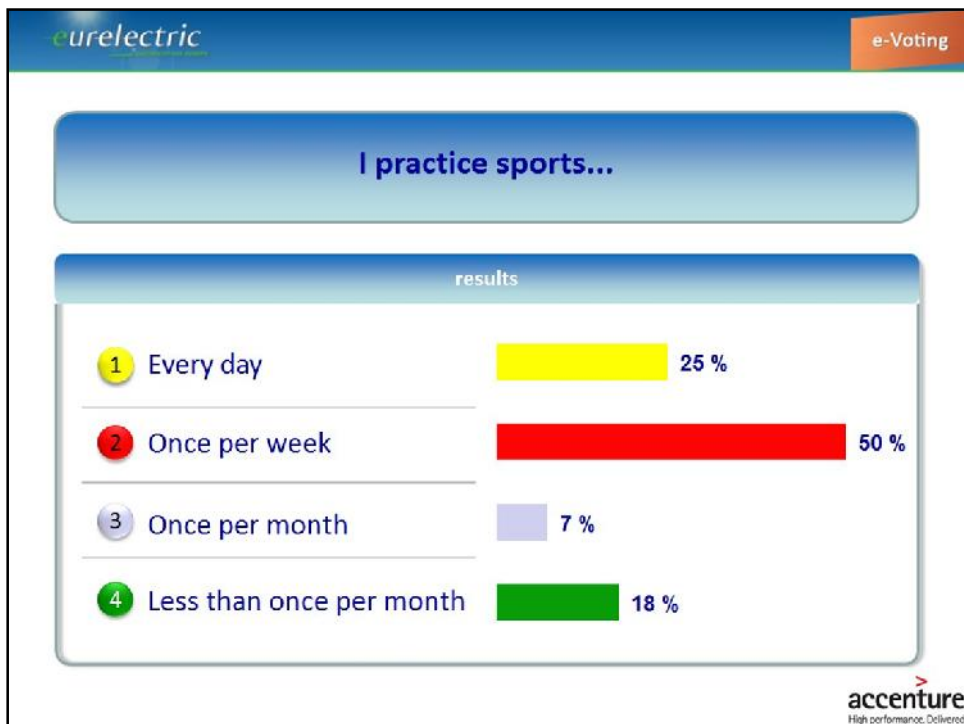 eurelectric
e-Voting
I practice sports...
results
1 Every day 25 %
2 Once per week 50 %
3 Once per month 7 %
4 Less than once per month 18 %
>
accenture
High performance. Delivered